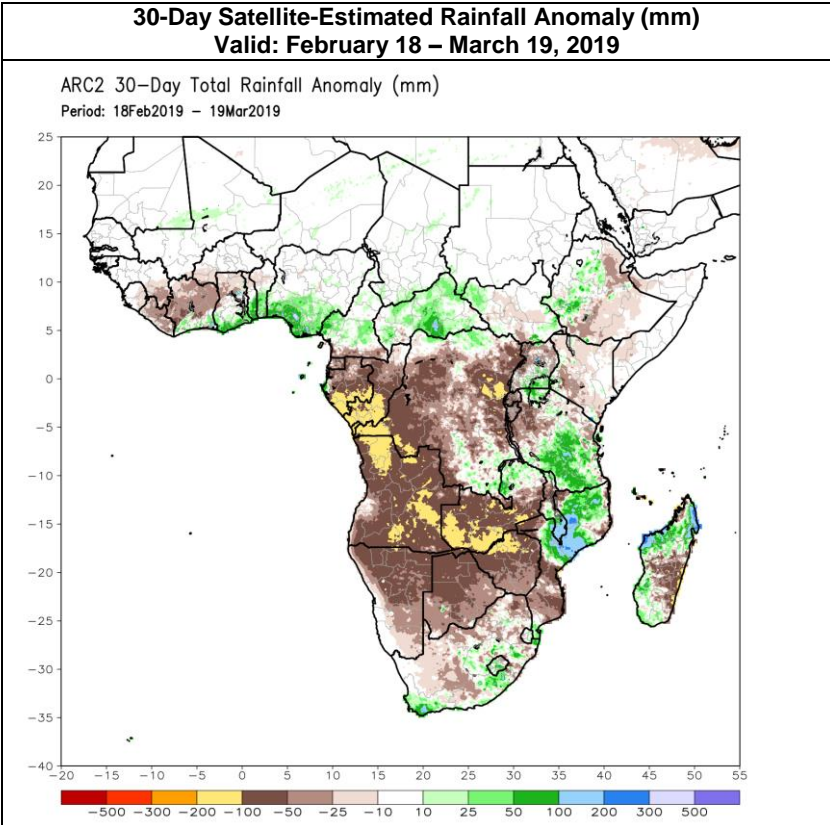 30-Day Satellite-Estimated Rainfall Anomaly (mm)
Valid: February 18 – March 19, 2019
ARC2 30-Day Total Rainfall Anomaly (mm)
Period: 18Feb2019 - 19Mar2019
25
20
15
10
5
0
-5
-10
-15
-20
-25
-30
-35
-40
-20 -15 -10 -5 0 5 10 15 20 25 30 35 40 45 50 55
-500 -300 -200 -100 -50 -25 -10 10 25 50 100 200 300 500